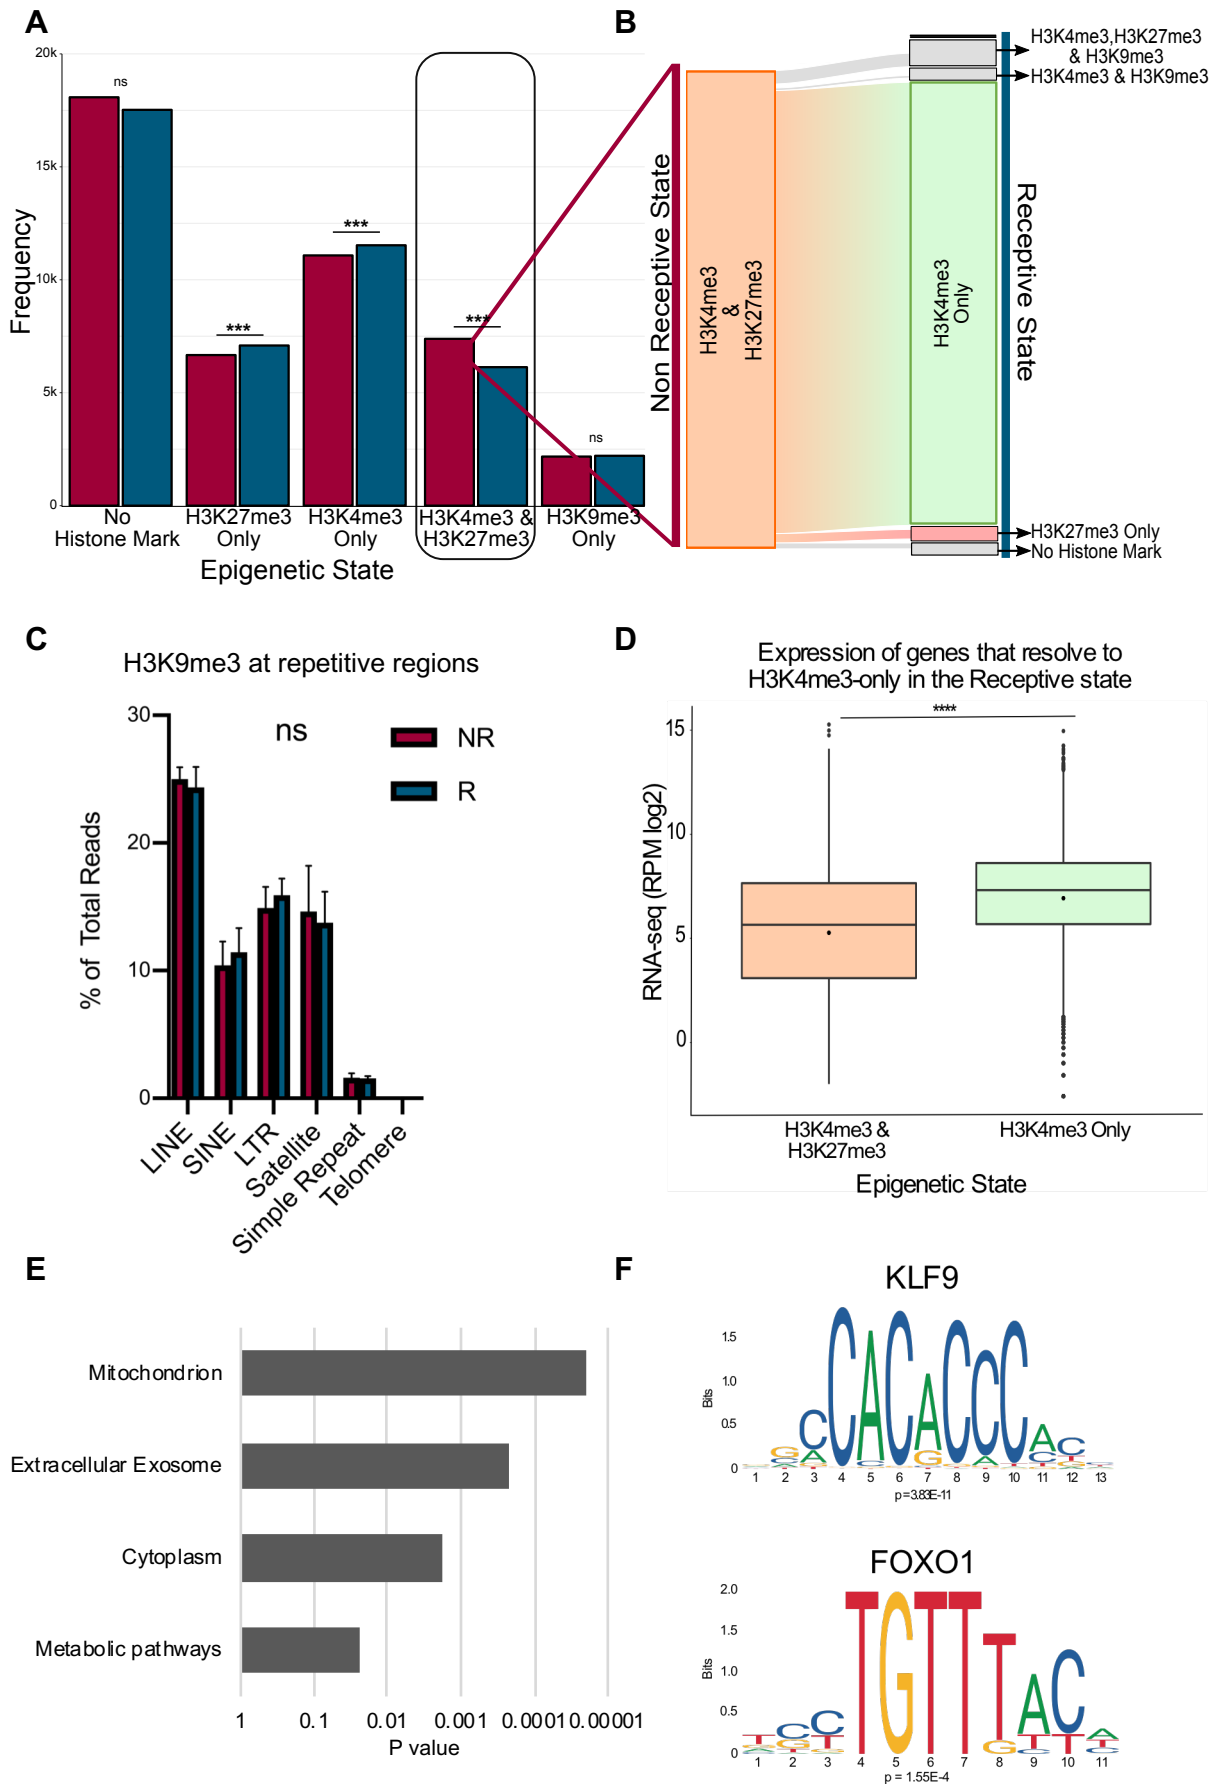 A
20k
15k
10k
5k
0
Frequency
ns
***
***
***
ns
No
Histone Mark
H3K27me3
Only
H3K4me3
Only
H3K4me3 &
H3K27me3
H3K9me3
Only
Epigenetic State
B
Non Receptive State
H3K4me3
&
H3K27me3
H3K4me3
Only
Receptive State
H3K4me3,H3K27me3
& H3K9me3
H3K4me3 & H3K9me3
H3K27me3 Only
No Histone Mark
C
H3K9me3 at repetitive regions
ns
NR
R
% of Total Reads
30
20
10
0
LINE
SINE
LTR
Satellite
Simple Repeat
Telomere
D
Expression of genes that resolve to
H3K4me3-only in the Receptive state
****
RNA-seq (RPM log2)
15
10
5
0
H3K4me3 &
H3K27me3
H3K4me3 Only
Epigenetic State
E
Mitochondrion
Extracellular Exosome
Cytoplasm
Metabolic pathways
1 0.1 0.01 0.001 0.0001 0.00001
P value
F
KLF9
Bits
1.5
1.0
0.5
0
1 2 3 4 5 6 7 8 9 10 11 12 13
p=3.83E-11
FOXO1
Bits
2.0
1.5
1.0
0.5
0
1 2 3 4 5 6 7 8 9 10 11
p = 1.55E-4